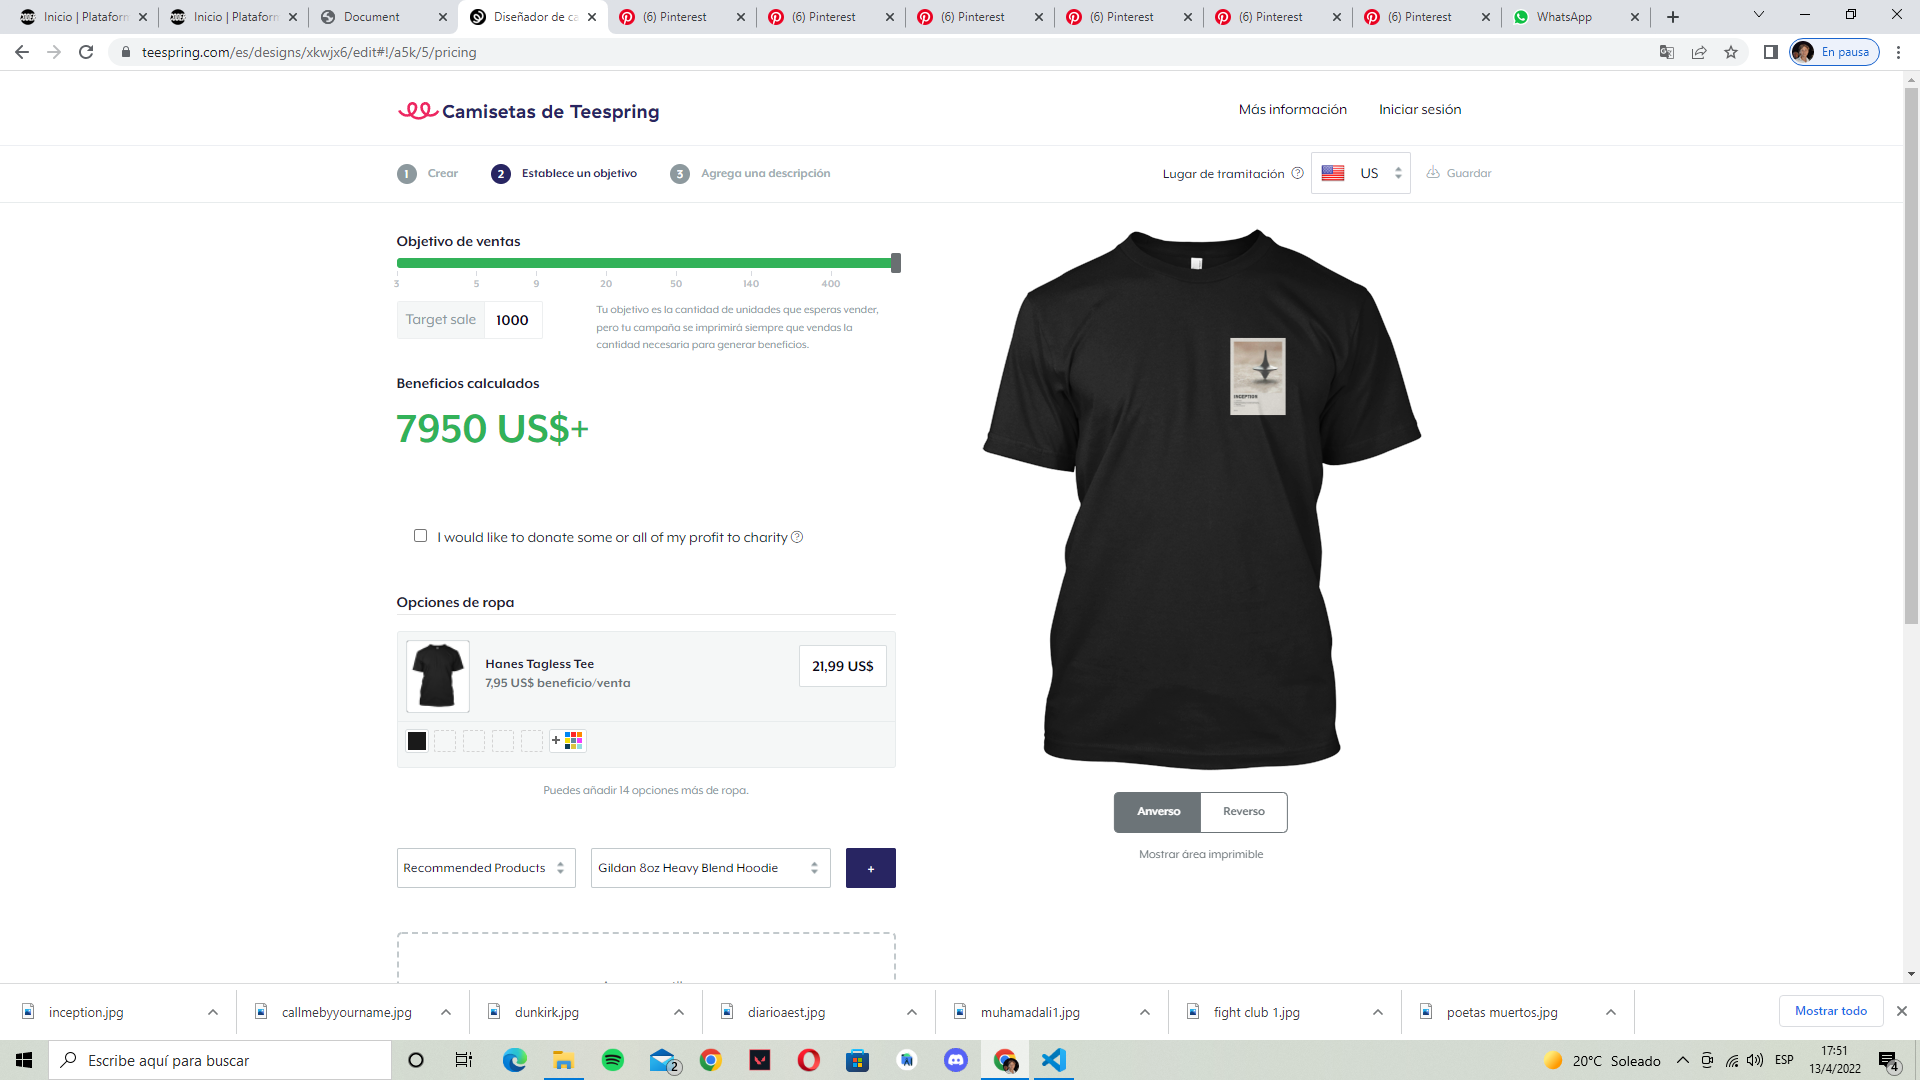 Inicio | Plataform
Inicio | Plataform
Document
Diseñador de ca
(6) Pinterest
(6) Pinterest
(6) Pinterest
(6) Pinterest
(6) Pinterest
(6) Pinterest
WhatsApp
teespring.com/es/designs/xkwjx6/edit#!/a5k/5/pricing
En pausa
Camisetas de Teespring
Más información
Iniciar sesión
1 Crear
2 Establece un objetivo
3 Agrega una descripción
Lugar de tramitación ?
US
Guardar
Objetivo de ventas
3 5 9 20 50 140 400
Target sale 1000
Tu objetivo es la cantidad de unidades que esperas vender,
pero tu campaña se imprimirá siempre que vendas la
cantidad necesaria para generar beneficios.
Beneficios calculados
7950 US$+
I would like to donate some or all of my profit to charity ?
Opciones de ropa
Hanes Tagless Tee
7,95 US$ beneficio/venta
21,99 US$
+
Puedes añadir 14 opciones más de ropa.
Recommended Products
Gildan 8oz Heavy Blend Hoodie
+
INCEPTION
Anverso
Reverso
Mostrar área imprimible
inception.jpg
callmebyyourname.jpg
dunkirk.jpg
diarioaest.jpg
muhamadali1.jpg
fight club 1.jpg
poetas muertos.jpg
Mostrar todo
Escribe aquí para buscar
2
20°C Soleado
ESP
17:51
13/4/2022
4